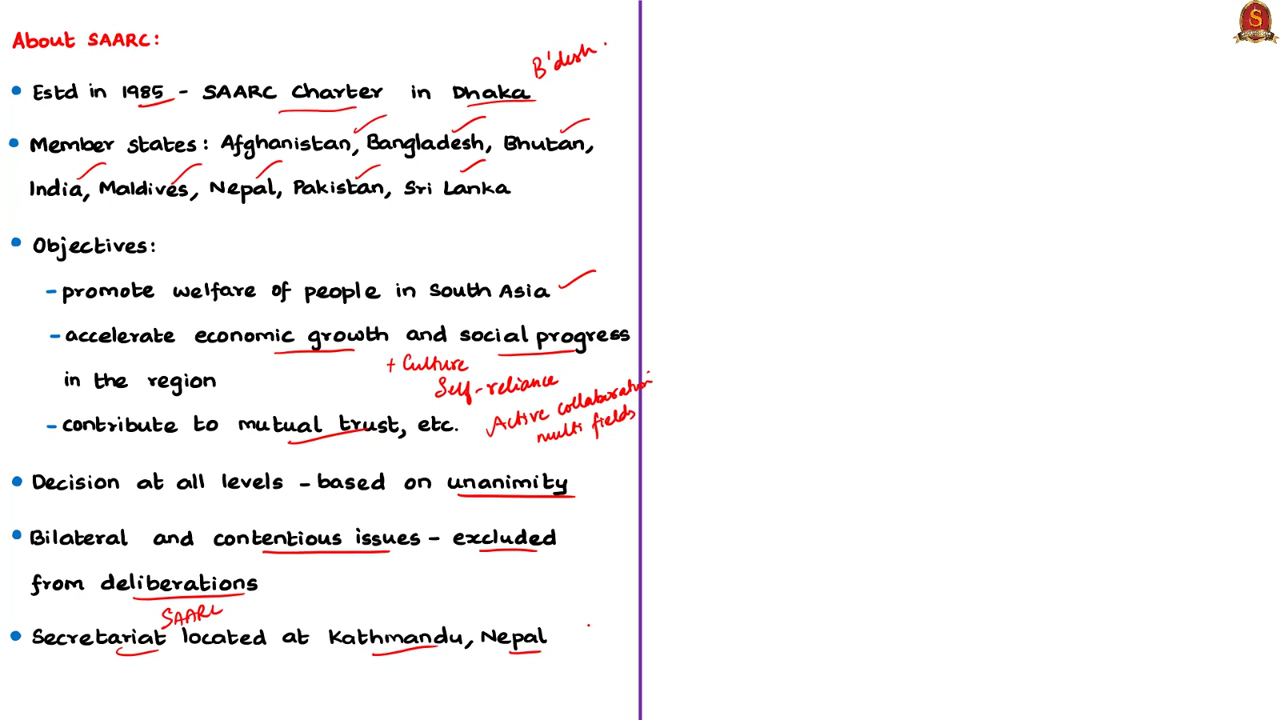 About SAARC:
B'desh.
• Estd in 1985 - SAARC Charter in Dhaka
• Member states: Afghanistan, Bangladesh, Bhutan,
India, Maldives, Nepal, Pakistan, Sri Lanka
• Objectives:
- promote welfare of people in South Asia
- accelerate economic growth and social progress
+ Culture
in the region
Self-reliance
- contribute to mutual trust, etc.
Active collaboration
multi fields
• Decision at all levels - based on unanimity
• Bilateral and contentious issues - excluded
from deliberations
SAARC
• Secretariat located at Kathmandu, Nepal
S